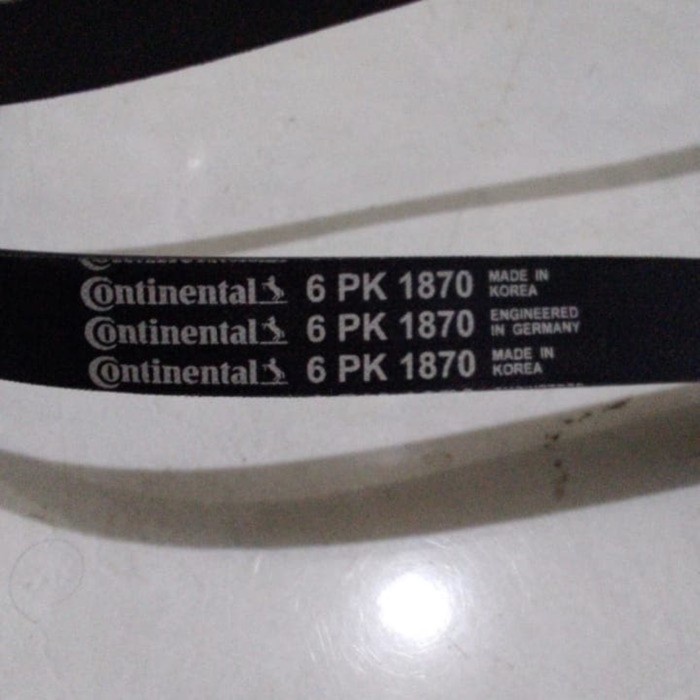 Continental 6 PK 1870 MADE IN KOREA
Continental 6 PK 1870 ENGINEERED IN GERMANY
Continental 6 PK 1870 MADE IN KOREA